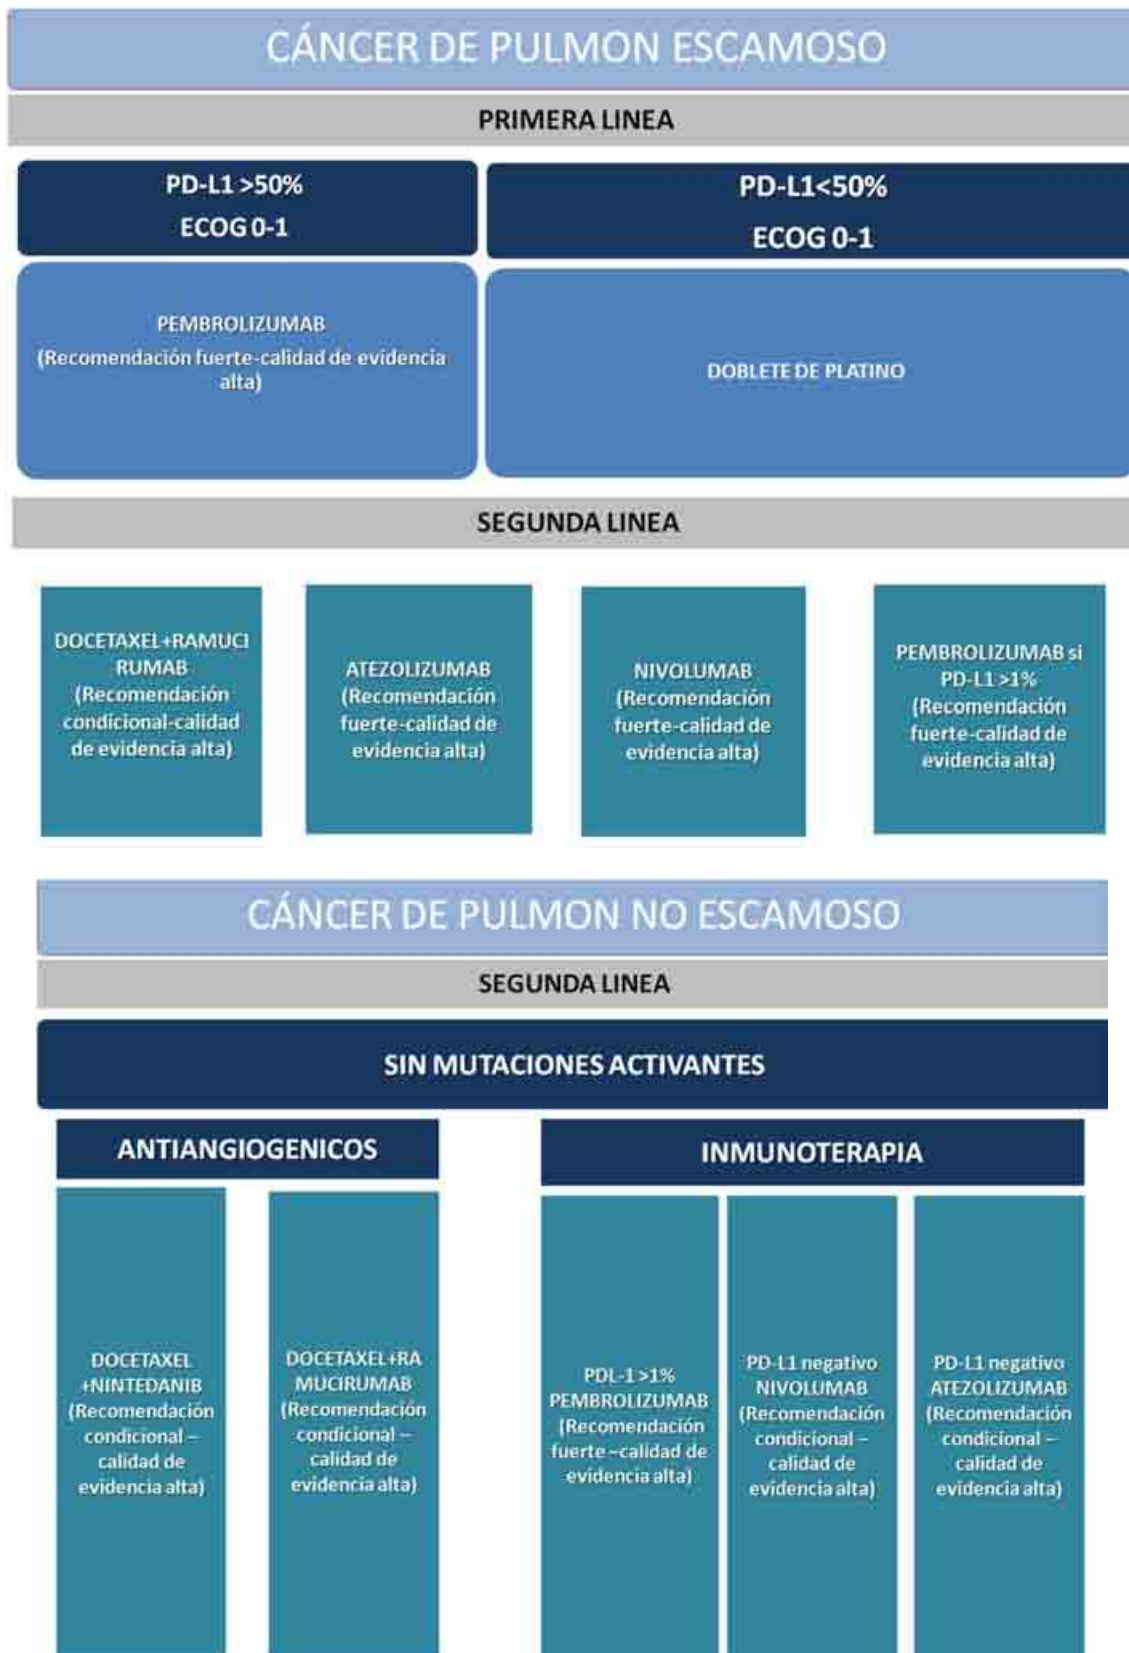 CÁNCER DE PULMON ESCAMOSO
PRIMERA LINEA
PD-L1 >50%
ECOG 0-1
PD-L1<50%
ECOG 0-1
PEMBROLIZUMAB
(Recomendación fuerte-calidad de evidencia
alta)
DOBLETE DE PLATINO
SEGUNDA LINEA
DOCETAXEL+RAMUCI
RUMAB
(Recomendación
condicional-calidad
de evidencia alta)
ATEZOLIZUMAB
(Recomendación
fuerte-calidad de
evidencia alta)
NIVOLUMAB
(Recomendación
fuerte-calidad de
evidencia alta)
PEMBROLIZUMAB si
PD-L1 >1%
(Recomendación
fuerte-calidad de
evidencia alta)
CÁNCER DE PULMON NO ESCAMOSO
SEGUNDA LINEA
SIN MUTACIONES ACTIVANTES
ANTIANGIOGENICOS
INMUNOTERAPIA
DOCETAXEL
+NINTEDANIB
(Recomendación
condicional –
calidad de
evidencia alta)
DOCETAXEL+RA
MUCIRUMAB
(Recomendación
condicional –
calidad de
evidencia alta)
PDL-1 >1%
PEMBROLIZUMAB
(Recomendación
fuerte –calidad de
evidencia alta)
PD-L1 negativo
NIVOLUMAB
(Recomendación
condicional –
calidad de
evidencia alta)
PD-L1 negativo
ATEZOLIZUMAB
(Recomendación
condicional –
calidad de
evidencia alta)